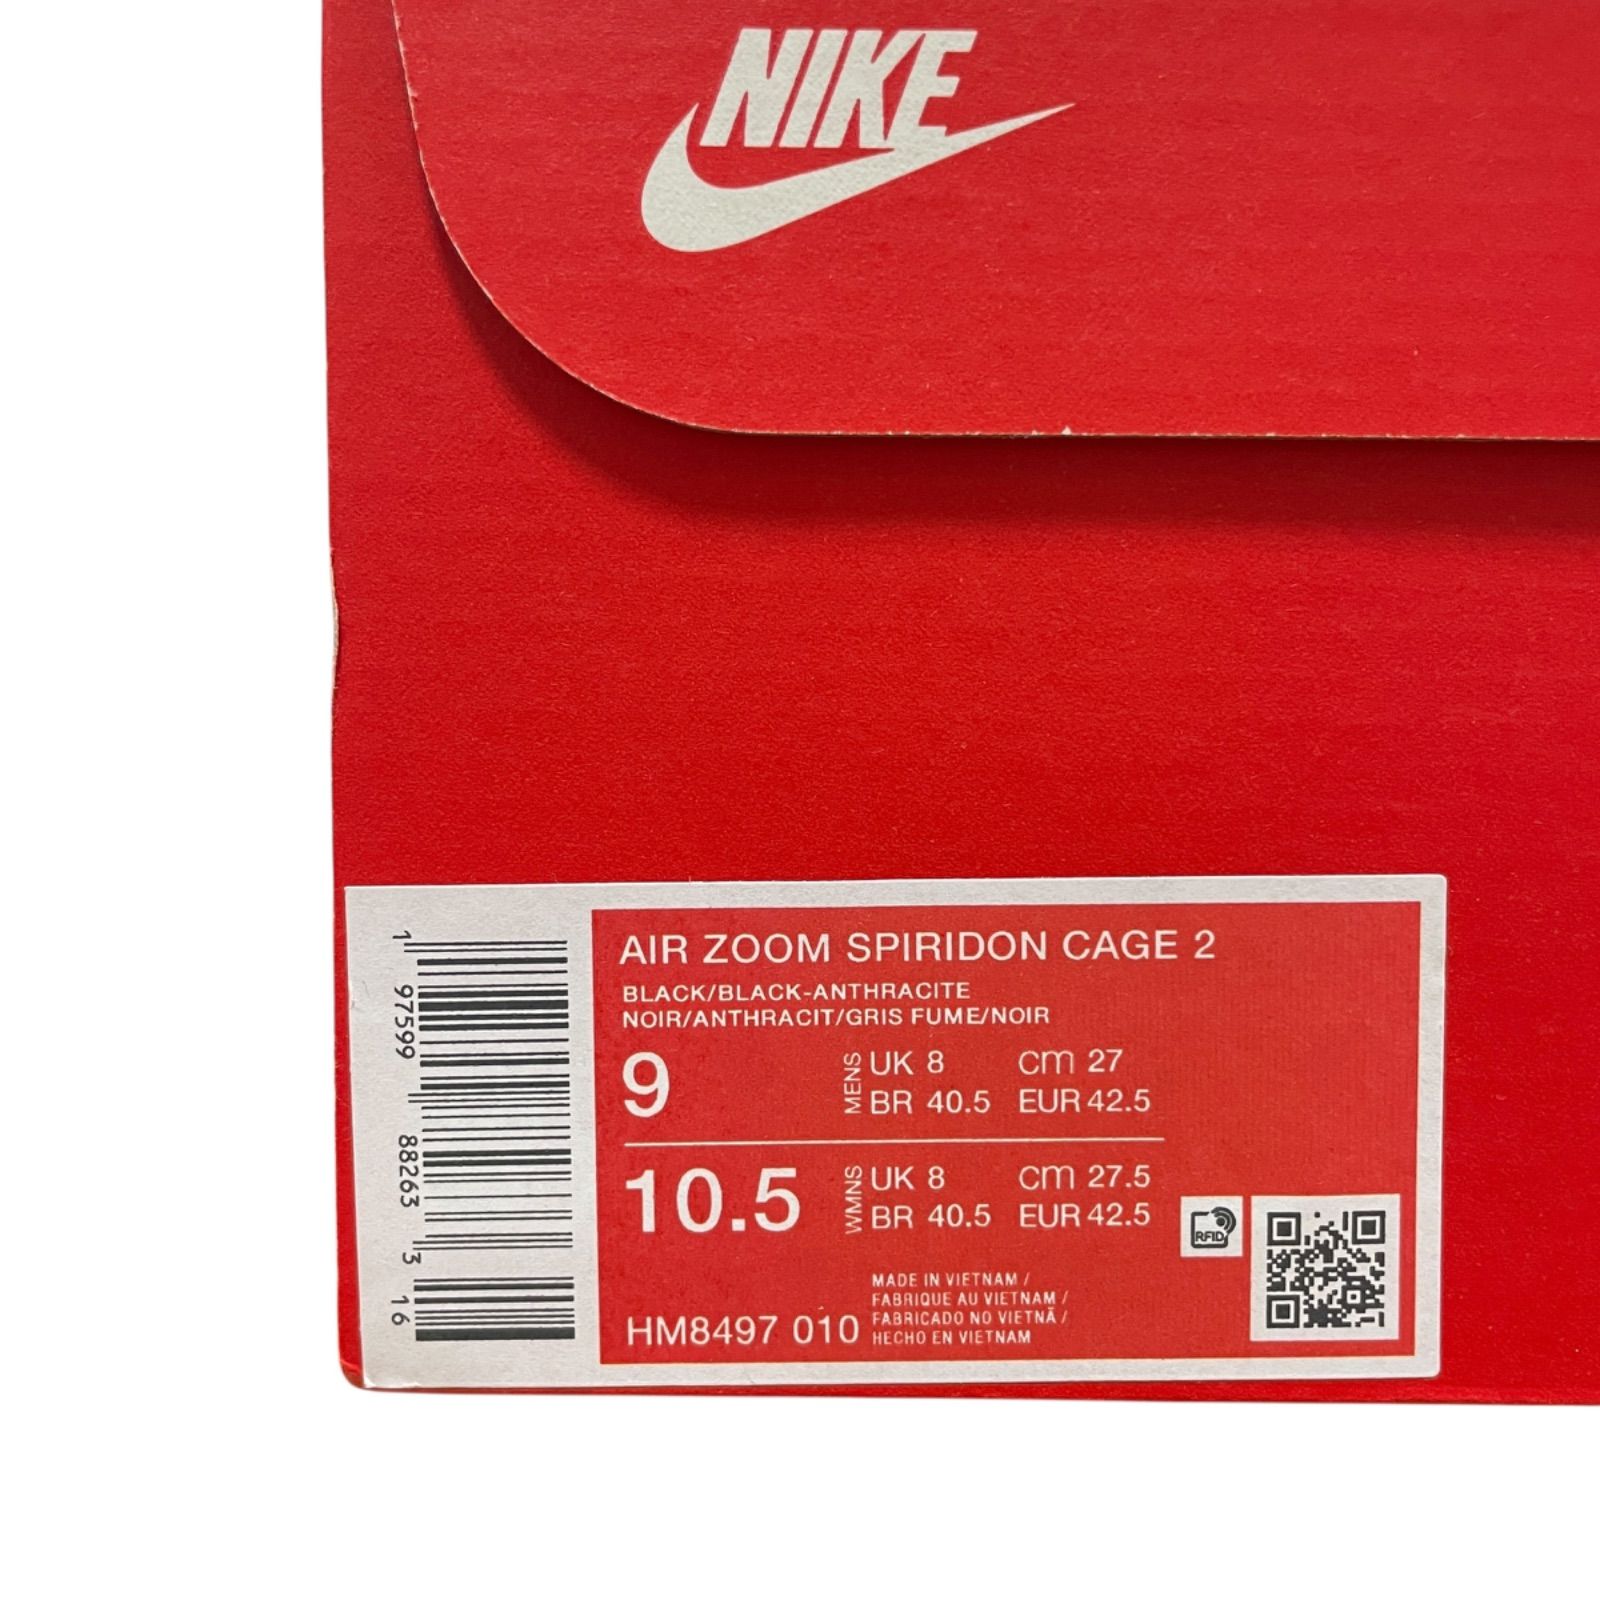 NIKE
AIR ZOOM SPIRIDON CAGE 2
BLACK/BLACK-ANTHRACITE
NOIR/ANTHRACIT/GRIS FUME/NOIR
9 MENS UK 8 cm 27
BR 40.5 EUR 42.5
10.5 WMNS UK 8 cm 27.5
BR 40.5 EUR 42.5
RFID
MADE IN VIETNAM /
FABRIQUE AU VIETNAM /
FABRICADO NO VIETNÃ /
HECHO EN VIETNAM
HM8497 010
1 97599 88263 3 16